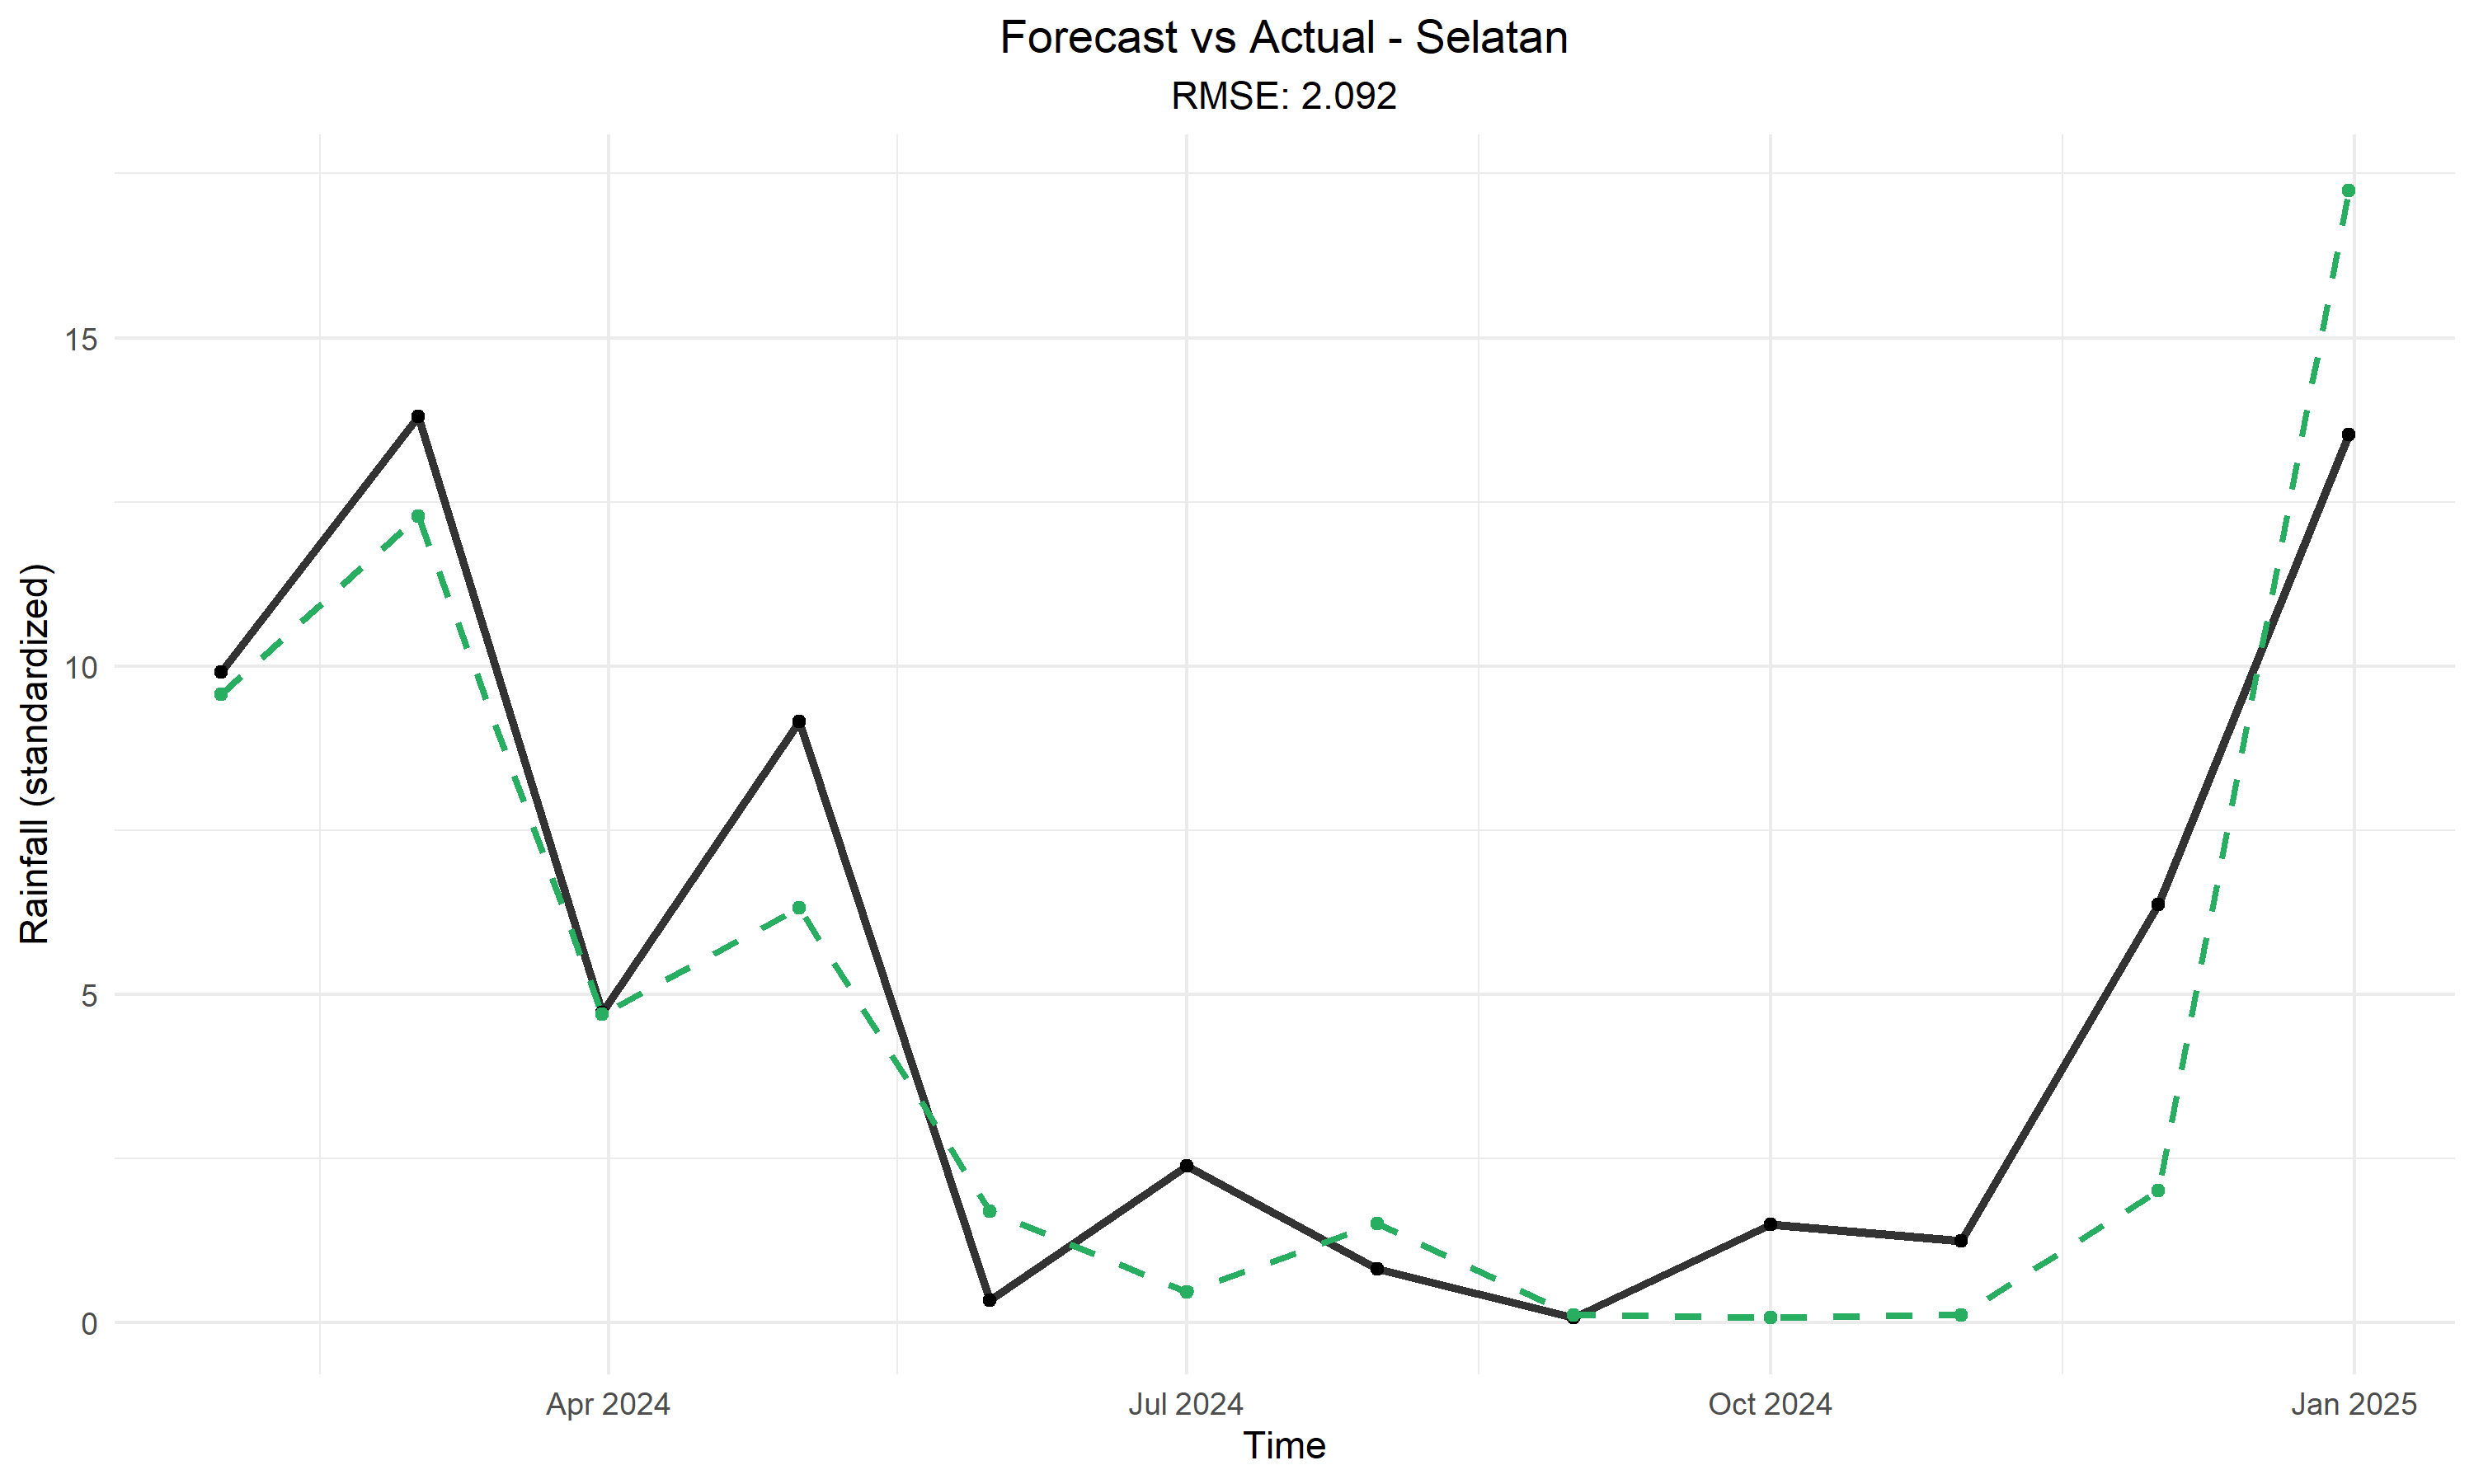 Forecast vs Actual - Selatan
RMSE: 2.092
Rainfall (standardized)
15
10
5
0
Apr 2024
Jul 2024
Oct 2024
Jan 2025
Time